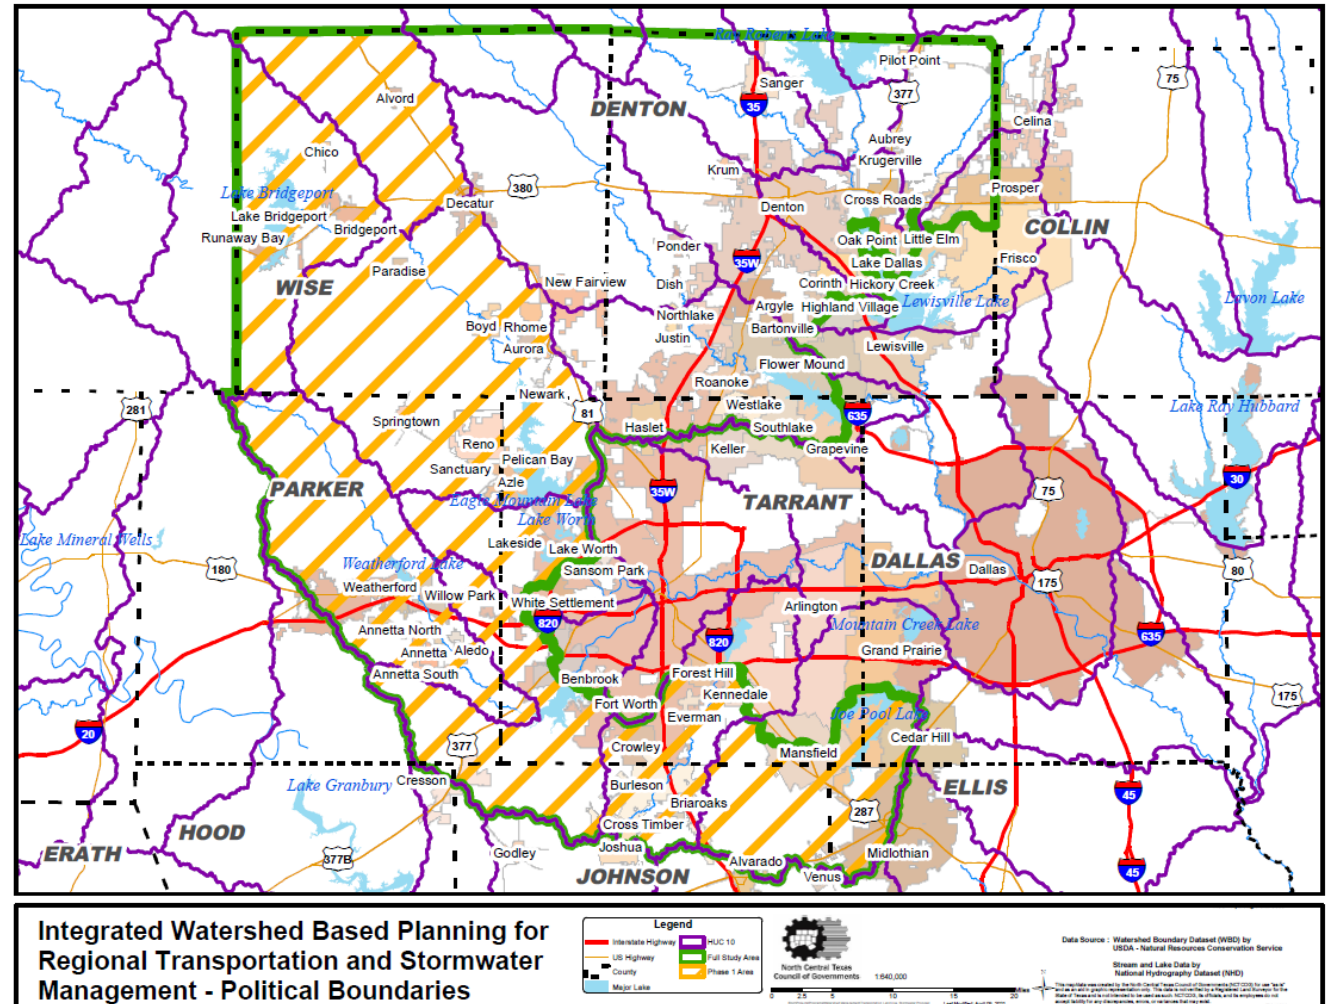 Ray Roberts Lake
Pilot Point
75
Sanger
377
DENTON
35
Alvord
Celina
Aubrey
Chico
Krugerville
Krum
Lake Bridgeport
380
Prosper
Decatur
Cross Roads
Denton
Lake Bridgeport
COLLIN
Bridgeport
Runaway Bay
Oak Point
Little Elm
Ponder
35W
Lake Dallas
Frisco
Paradise
WISE
New Fairview
Dish
Corinth
Hickory Creek
Lewisville Lake
Lavon Lake
Argyle
Highland Village
Northlake
Boyd
Rhome
Bartonville
Justin
Aurora
Lewisville
Flower Mound
Roanoke
Newark
281
81
Westlake
635
Lake Ray Hubbard
Springtown
Haslet
Southlake
Reno
Keller
Grapevine
Pelican Bay
Sanctuary
30
Azle
PARKER
35W
75
Eagle Mountain Lake
TARRANT
Lake Worth
Lake Mineral Wells
Lakeside
Lake Worth
DALLAS
Weatherford Lake
180
Sansom Park
Dallas
80
175
Weatherford
Willow Park
White Settlement
Arlington
820
Mountain Creek Lake
Annetta North
820
635
Annetta
Aledo
Grand Prairie
Annetta South
Forest Hill
Benbrook
Kennedale
175
Fort Worth
Everman
Joe Pool Lake
20
377
Crowley
Cedar Hill
Mansfield
Cresson
Lake Granbury
Burleson
ELLIS
45
Briaroaks
287
Cross Timber
HOOD
Joshua
ERATH
377B
Godley
Alvarado
Midlothian
JOHNSON
Venus
45
Integrated Watershed Based Planning for
Regional Transportation and Stormwater
Management - Political Boundaries
Legend
Interstate Highway
HUC 10
US Highway
Full Study Area
County
Phase 1 Area
Major Lake
North Central Texas
Council of Governments
1:640,000
0
5
10
15
20
Miles
Data Source : Watershed Boundary Dataset (WBD) by
USDA - Natural Resources Conservation Service
Stream and Lake Data by
National Hydrography Dataset (NHD)